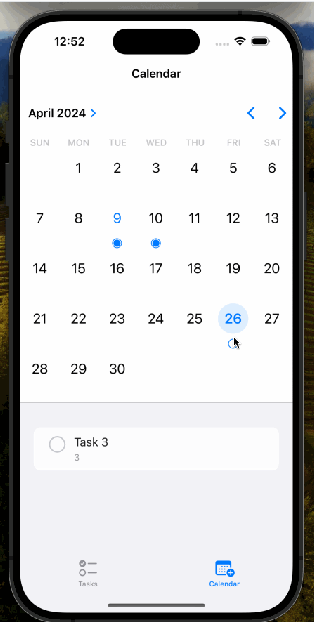 12:52
Calendar
April 2024
SUN MON TUE WED THU FRI SAT
1 2 3 4 5 6
7 8 9 10 11 12 13
14 15 16 17 18 19 20
21 22 23 24 25 26 27
28 29 30
Task 3
3
Tasks Calendar